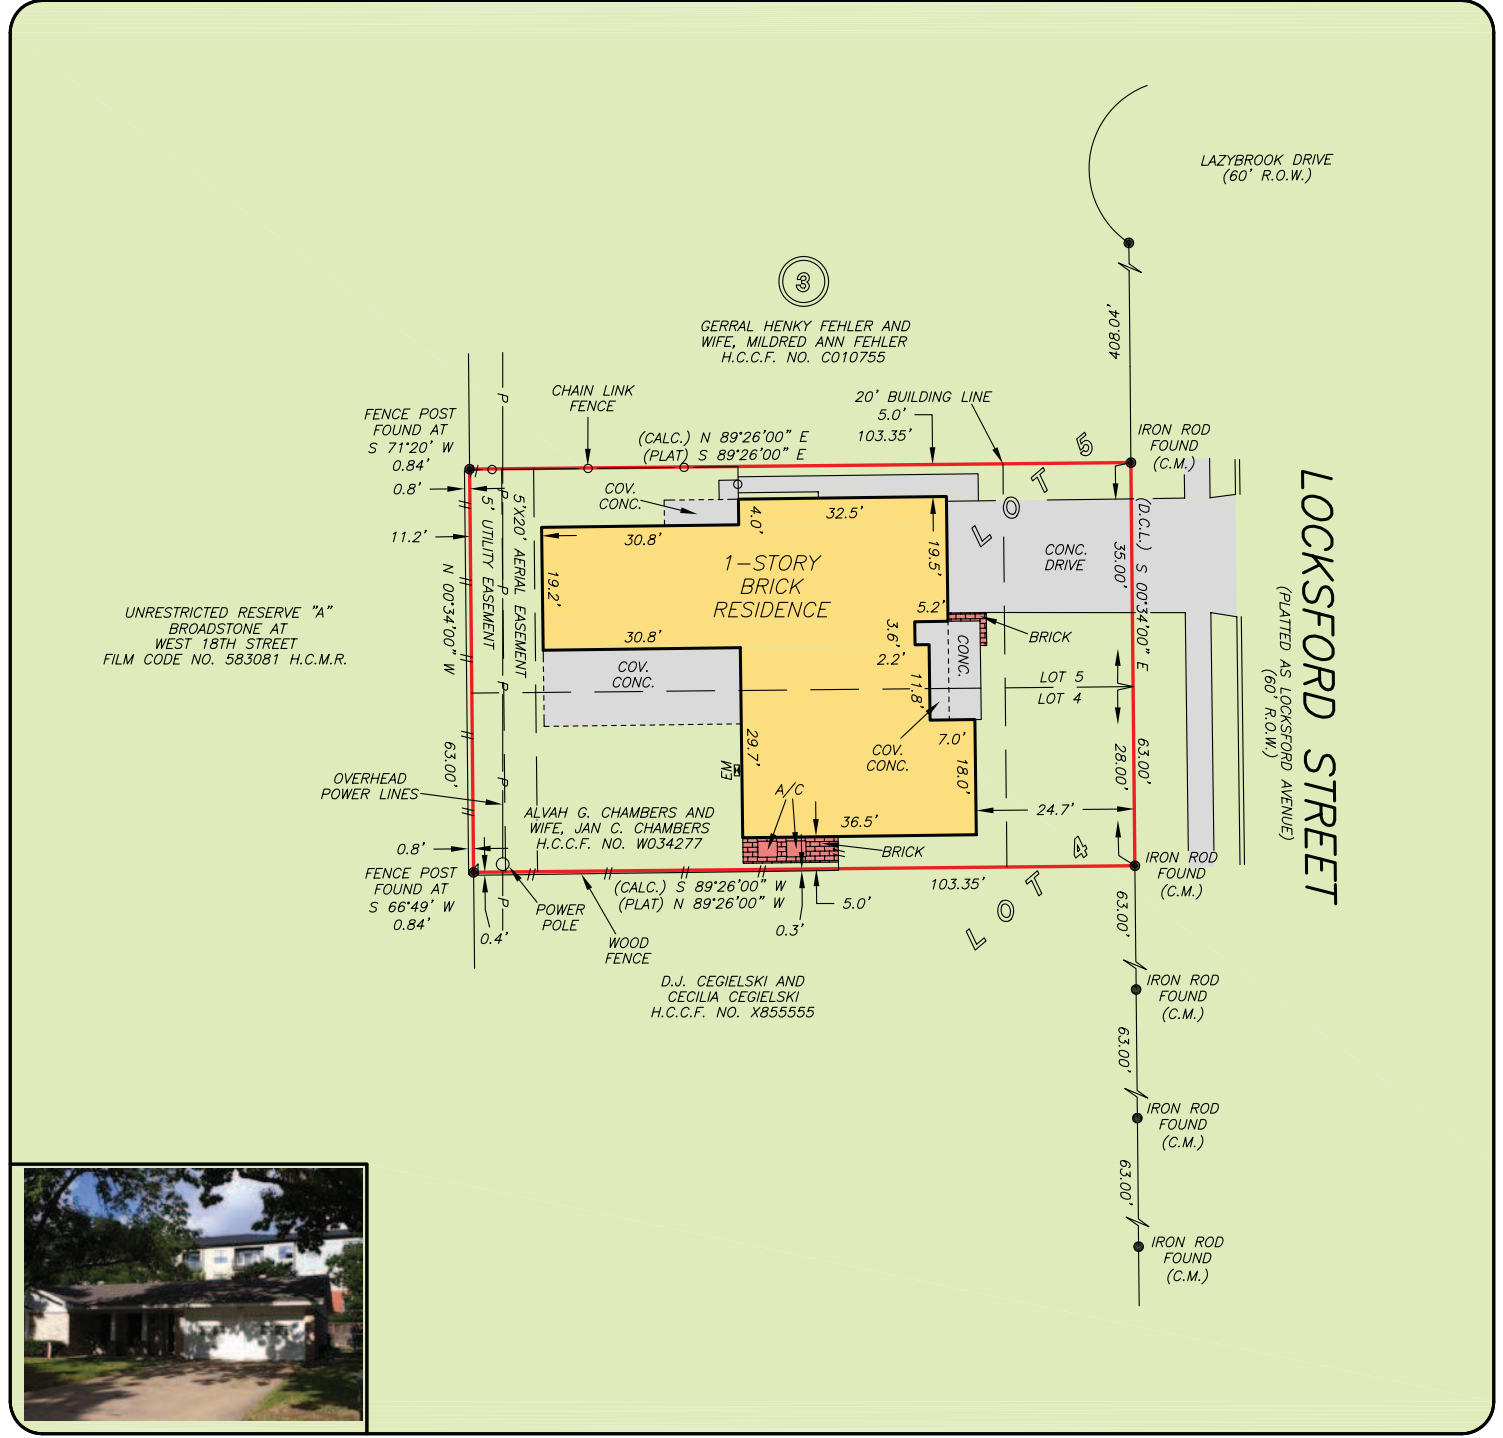 LAZYBROOK DRIVE
(60' R.O.W.)
408.04'
3
GERRAL HENKY FEHLER AND
WIFE, MILDRED ANN FEHLER
H.C.C.F. NO. C010755
CHAIN LINK
FENCE
20' BUILDING LINE
5.0'
103.35'
(CALC.) N 89°26'00" E
(PLAT) S 89°26'00" E
FENCE POST
FOUND AT
S 71°20' W
0.84'
IRON ROD
FOUND
(C.M.)
LOT 5
P
P
P
P
P
P
0.8'
11.2'
5' UTILITY EASEMENT
5'X20' AERIAL EASEMENT
N 00°34'00" W
63.00'
COV.
CONC.
4.0'
32.5'
30.8'
19.5'
19.2'
1-STORY
BRICK
RESIDENCE
5.2'
30.8'
3.6'
2.2'
11.8'
CONC.
BRICK
CONC.
DRIVE
(D.C.L.) S 00°34'00" E
35.00'
LOCKSFORD STREET
(PLATTED AS LOCKSFORD AVENUE)
(60' R.O.W.)
UNRESTRICTED RESERVE "A"
BROADSTONE AT
WEST 18TH STREET
FILM CODE NO. 583081 H.C.M.R.
COV.
CONC.
LOT 5
LOT 4
7.0'
COV.
CONC.
29.7'
EM
18.0'
63.00'
28.00'
24.7'
A/C
36.5'
BRICK
OVERHEAD
POWER LINES
ALVAH G. CHAMBERS AND
WIFE, JAN C. CHAMBERS
H.C.C.F. NO. W034277
0.8'
FENCE POST
FOUND AT
S 66°49' W
0.84'
0.4'
POWER
POLE
WOOD
FENCE
(CALC.) S 89°26'00" W
(PLAT) N 89°26'00" W
0.3'
5.0'
103.35'
LOT 4
IRON ROD
FOUND
(C.M.)
63.00'
D.J. CEGIELSKI AND
CECILIA CEGIELSKI
H.C.C.F. NO. X855555
IRON ROD
FOUND
(C.M.)
63.00'
IRON ROD
FOUND
(C.M.)
63.00'
IRON ROD
FOUND
(C.M.)